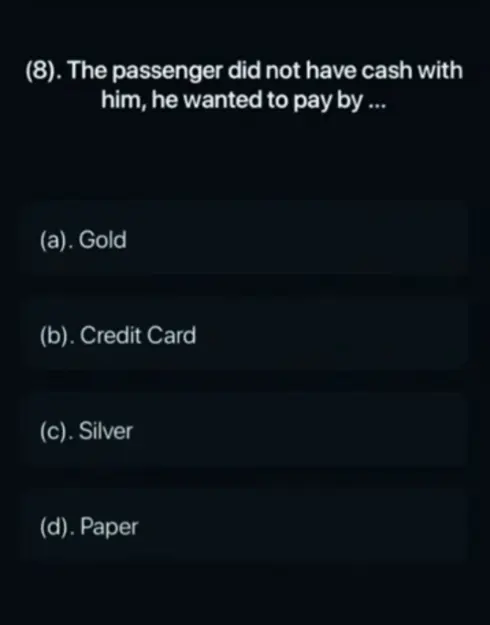 (8). The passenger did not have cash with
him, he wanted to pay by ...
(a). Gold
(b). Credit Card
(c). Silver
(d). Paper